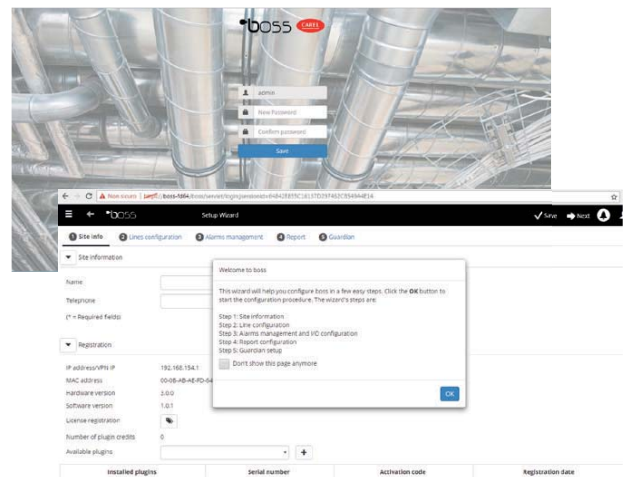 boss CAREL
admin
New Password
Confirm password
Save
Not secure
boss
Setup Wizard
Save
Next
1 Site info
2 Lines configuration
3 Alarms management
4 Report
5 Guardian
Site information
Name
Telephone
(* = Required fields)
Welcome to boss
This wizard will help you configure boss in a few easy steps. Click the OK button to
start the configuration procedure. The wizard's steps are:
Step 1: Site information
Step 2: Line configuration
Step 3: Alarms management and I/O configuration
Step 4: Report configuration
Step 5: Guardian setup
Don't show this page anymore
OK
Registration
IP address/VPN IP 192.168.154.1
MAC address
Hardware version 3.0.0
Software version 1.0.1
License registration
Number of plugin credits 0
Available plugins
Installed plugins Serial number Activation code Registration date